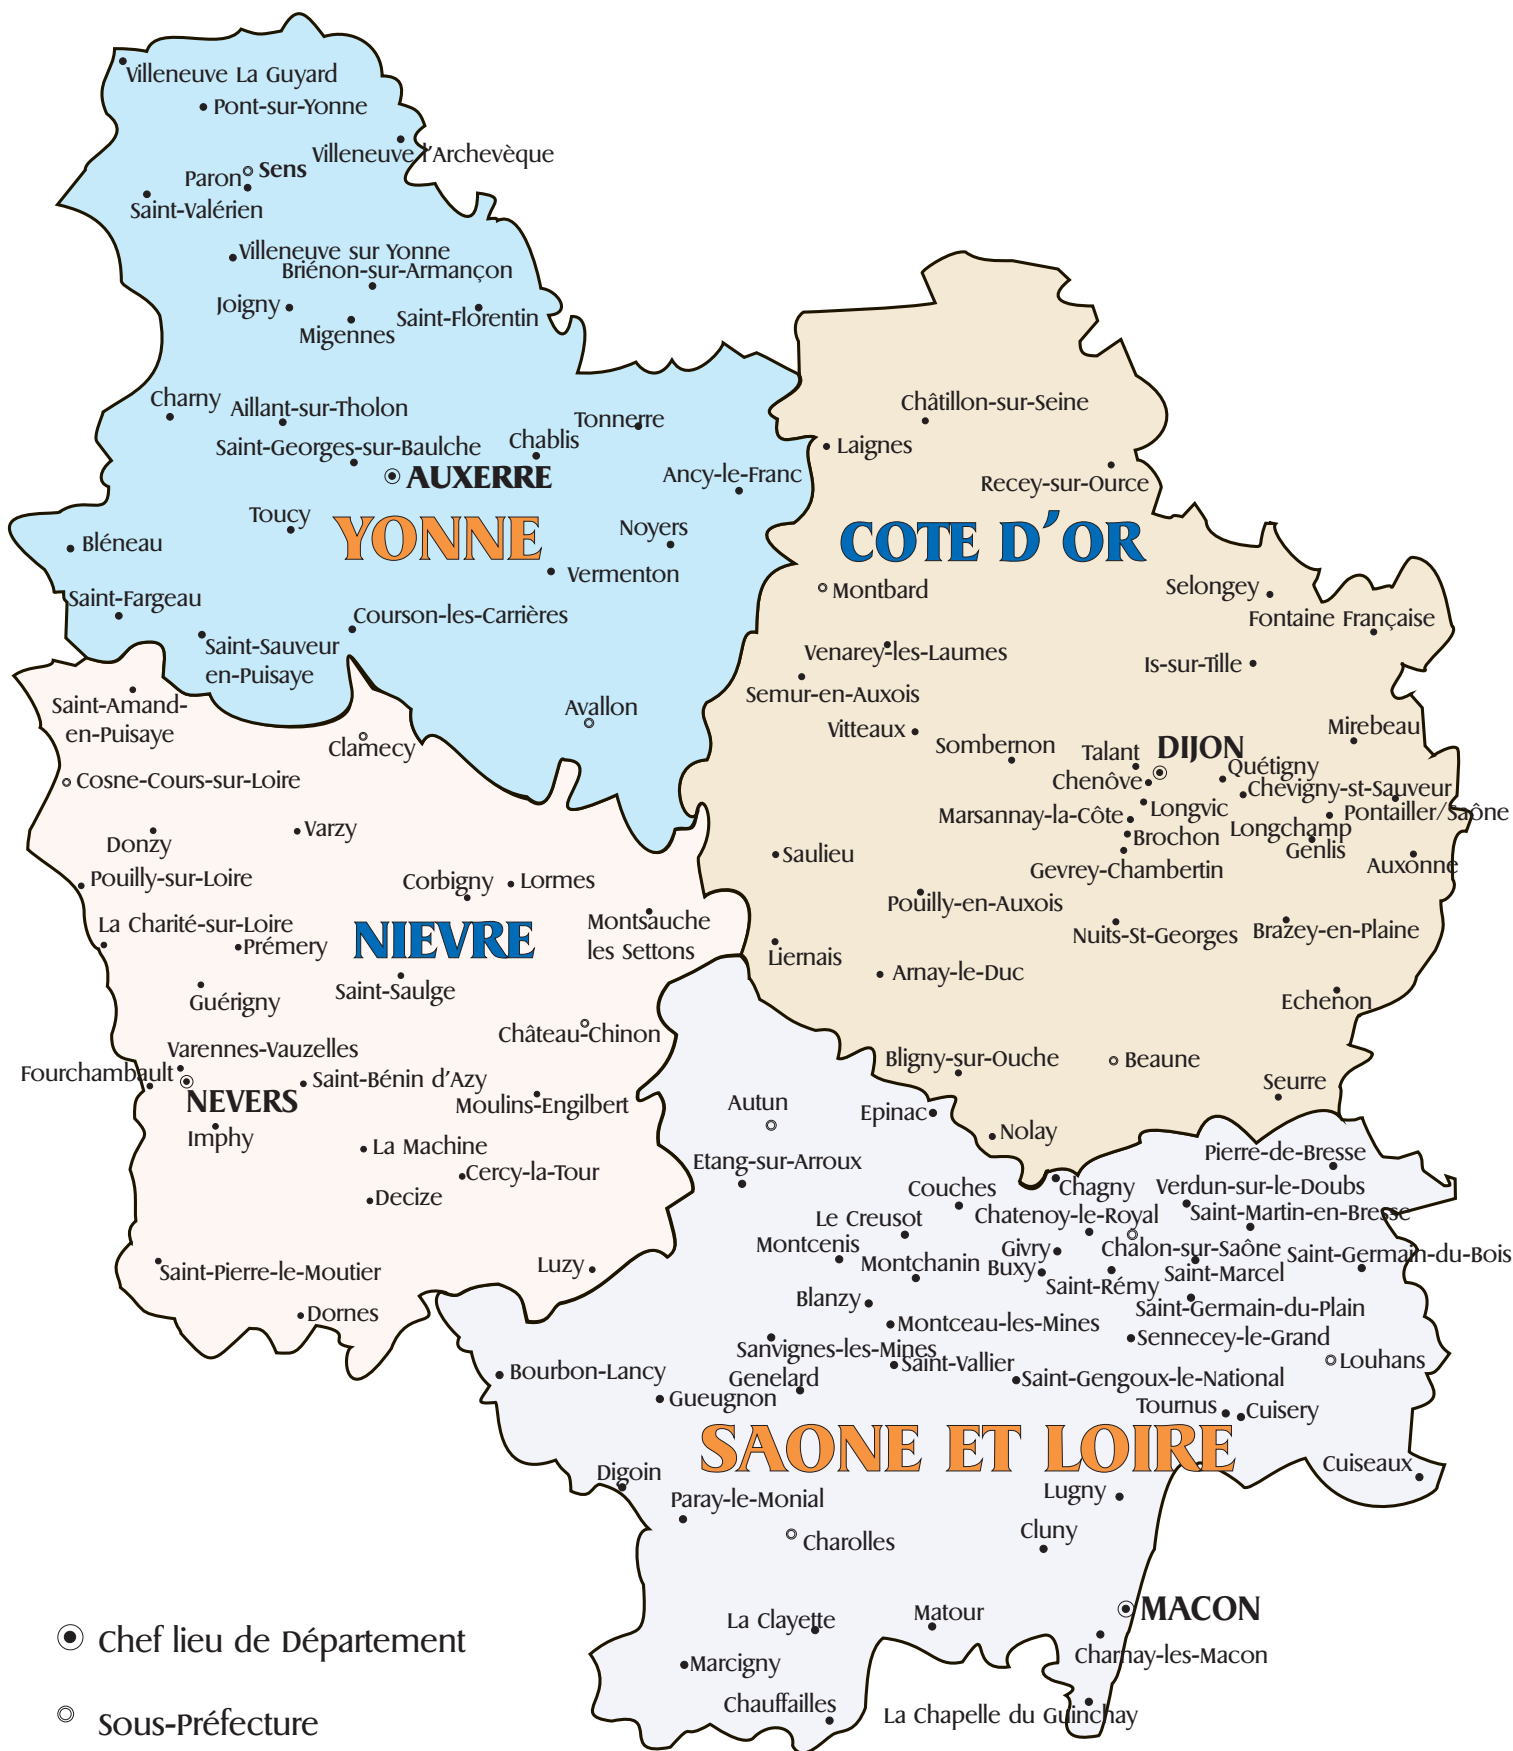 Villeneuve La Guyard
Pont-sur-Yonne
Villeneuve l'Archevèque
Sens
Paron
Saint-Valérien
Villeneuve sur Yonne
Briénon-sur-Armançon
Joigny
Saint-Florentin
Migennes
Charny
Aillant-sur-Tholon
Tonnerre
Saint-Georges-sur-Baulche
Chablis
AUXERRE
Ancy-le-Franc
Toucy
YONNE
Noyers
Bléneau
Vermenton
Saint-Fargeau
Courson-les-Carrières
Saint-Sauveur
en-Puisaye
Avallon
Châtillon-sur-Seine
Laignes
Recey-sur-Ource
COTE D'OR
Montbard
Selongey
Fontaine Française
Venarey-les-Laumes
Is-sur-Tille
Semur-en-Auxois
Vitteaux
Mirebeau
Sombernon
Talant
DIJON
Quétigny
Chenôve
Chevigny-st-Sauveur
Marsannay-la-Côte
Longvic
Pontailler/Saône
Brochon
Longchamp
Genlis
Saulieu
Gevrey-Chambertin
Auxonne
Pouilly-en-Auxois
Nuits-St-Georges
Brazey-en-Plaine
Liernais
Arnay-le-Duc
Echenon
Bligny-sur-Ouche
Beaune
Seurre
Nolay
Saint-Amand-
en-Puisaye
Clamecy
Cosne-Cours-sur-Loire
Donzy
Varzy
Pouilly-sur-Loire
Corbigny
Lormes
La Charité-sur-Loire
Prémery
NIEVRE
Montsauche
les Settons
Guérigny
Saint-Saulge
Château-Chinon
Varennes-Vauzelles
Fourchambault
Saint-Bénin d'Azy
NEVERS
Moulins-Engilbert
Imphy
La Machine
Cercy-la-Tour
Decize
Saint-Pierre-le-Moutier
Luzy
Dornes
Autun
Epinac
Etang-sur-Arroux
Pierre-de-Bresse
Couches
Chagny
Verdun-sur-le-Doubs
Le Creusot
Chatenoy-le-Royal
Saint-Martin-en-Bresse
Montcenis
Montchanin
Givry
Chalon-sur-Saône
Saint-Germain-du-Bois
Buxy
Saint-Rémy
Saint-Marcel
Blanzy
Saint-Germain-du-Plain
Montceau-les-Mines
Sennecey-le-Grand
Sanvignes-les-Mines
Saint-Vallier
Louhans
Bourbon-Lancy
Genelard
Saint-Gengoux-le-National
Gueugnon
Tournus
Cuisery
SAONE ET LOIRE
Digoin
Cuiseaux
Paray-le-Monial
Lugny
Charolles
Cluny
La Clayette
Matour
MACON
Charnay-les-Macon
Marcigny
Chauffailles
La Chapelle du Guinchay
Chef lieu de Département
Sous-Préfecture